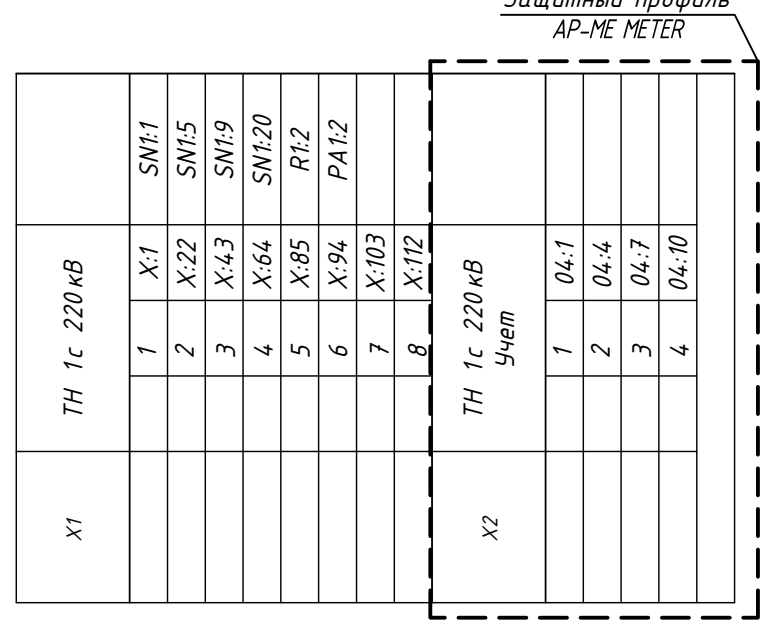 Защитный профиль
AP-ME METER
SN1:1
SN1:5
SN1:9
SN1:20
R1:2
PA1:2
ТН 1с 220 кВ
X:1
X:22
X:43
X:64
X:85
X:94
X:103
X:112
ТН 1с 220 кВ
Учет
04:1
04:4
04:7
04:10
1
2
3
4
5
6
7
8
1
2
3
4
X1
X2